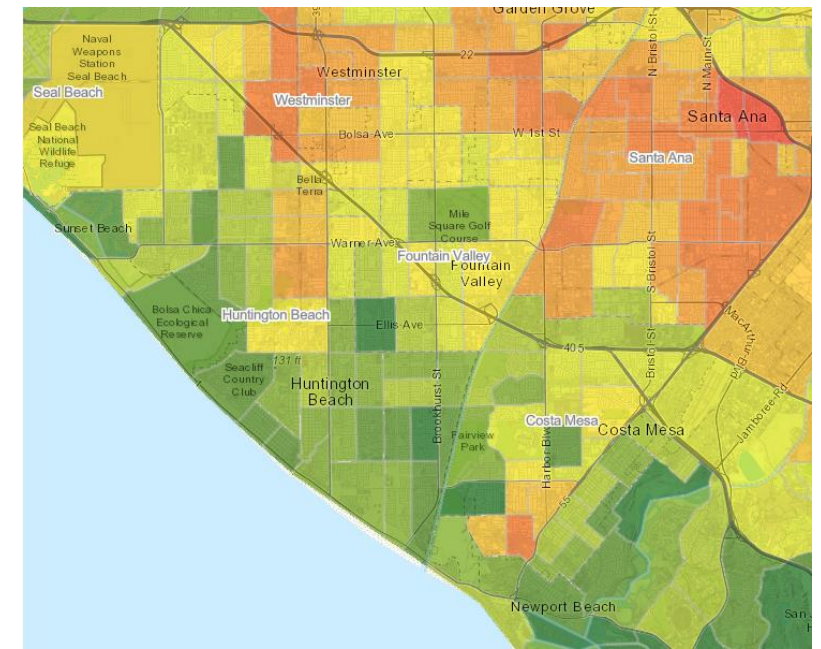 Garden Grove
39
N Bristol St
N Main St
Naval
Weapons
Station
Seal Beach
22
Westminster
Seal Beach
Westminster
Santa Ana
Seal Beach
National
Wildlife
Refuge
Bolsa Ave
W 1st St
Santa Ana
Bella
Terra
Mile
Square Golf
Course
Sunset Beach
Warner Ave
Fountain Valley
Fountain
Valley
S Bristol St
Bolsa Chica
Ecological
Reserve
Huntington Beach
Ellis Ave
MacArthur Blvd
405
Bristol St
131 ft
Seacliff
Country
Club
Huntington
Beach
Brookhurst St
Jamboree Rd
Costa Mesa
Costa Mesa
Fairview
Park
Harbor Blvd
55
Newport Beach
San